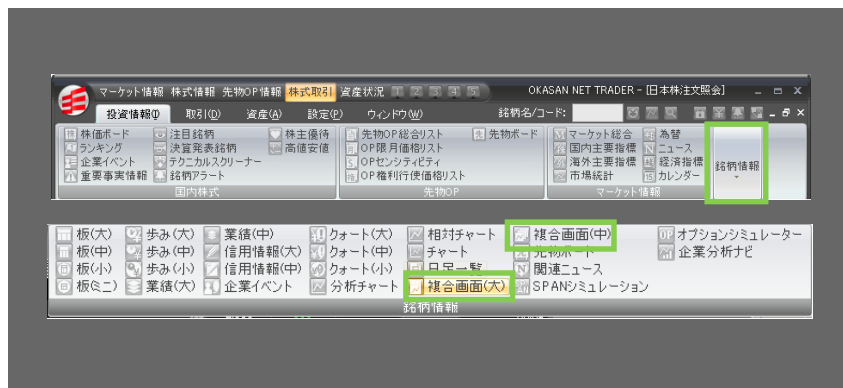 マーケット情報 株式情報 先物OP情報 株式取引 資産状況 1 2 3 4 5 OKASAN NET TRADER - [日本株注文照会]
投資情報(I) 取引(O) 資産(A) 設定(P) ウィンドウ(W) 銘柄名/コード:
株価ボード 注目銘柄 株主優待 先物OP総合リスト 先物ボード マーケット総合 為替
ランキング 決算発表銘柄 高値安値 OP限月価格リスト 国内主要指標 ニュース
企業イベント テクニカルスクリーナー OPセンシティビティ 海外主要指標 経済指標 銘柄情報
重要事実情報 銘柄アラート OP権利行使価格リスト 市場統計 カレンダー
国内株式 先物OP マーケット情報
板(大) 歩み(大) 業績(中) クォート(大) 相対チャート 複合画面(中) オプションシミュレーター
板(中) 歩み(中) 信用情報(大) クォート(中) チャート 先物ボード 企業分析ナビ
板(小) 歩み(小) 信用情報(中) クォート(小) 日足一覧 関連ニュース
板(ミニ) 業績(大) 企業イベント 分析チャート 複合画面(大) SPANシミュレーション
銘柄情報